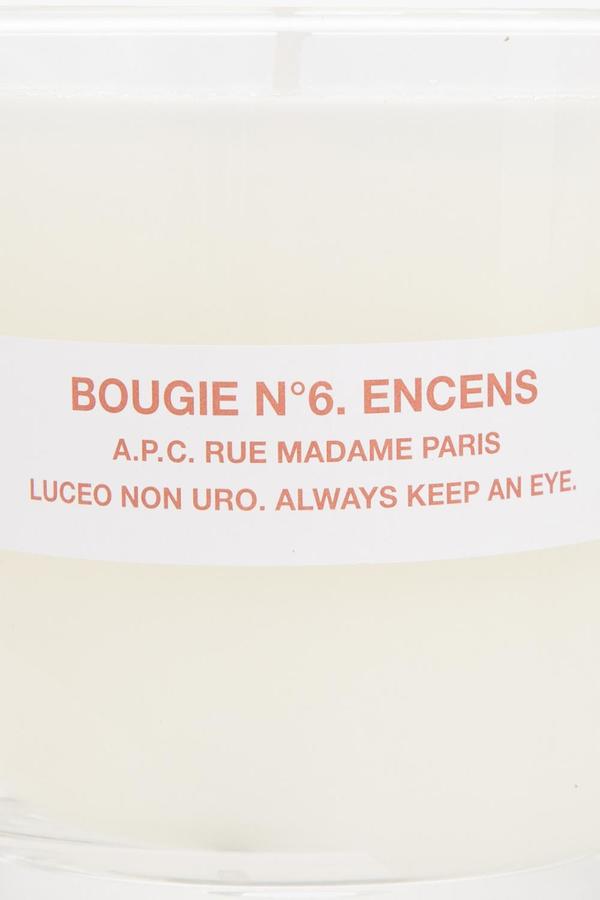 BOUGIE N°6. ENCENS
A.P.C. RUE MADAME PARIS
LUCEO NON URO. ALWAYS KEEP AN EYE.